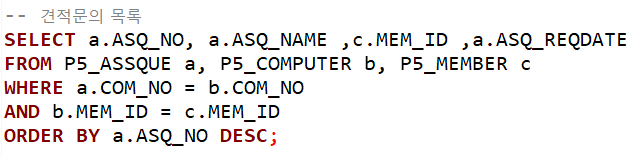 -- 견적문의 목록
SELECT a.ASQ_NO, a.ASQ_NAME ,c.MEM_ID ,a.ASQ_REQDATE
FROM P5_ASSQUE a, P5_COMPUTER b, P5_MEMBER c
WHERE a.COM_NO = b.COM_NO
AND b.MEM_ID = c.MEM_ID
ORDER BY a.ASQ_NO DESC;